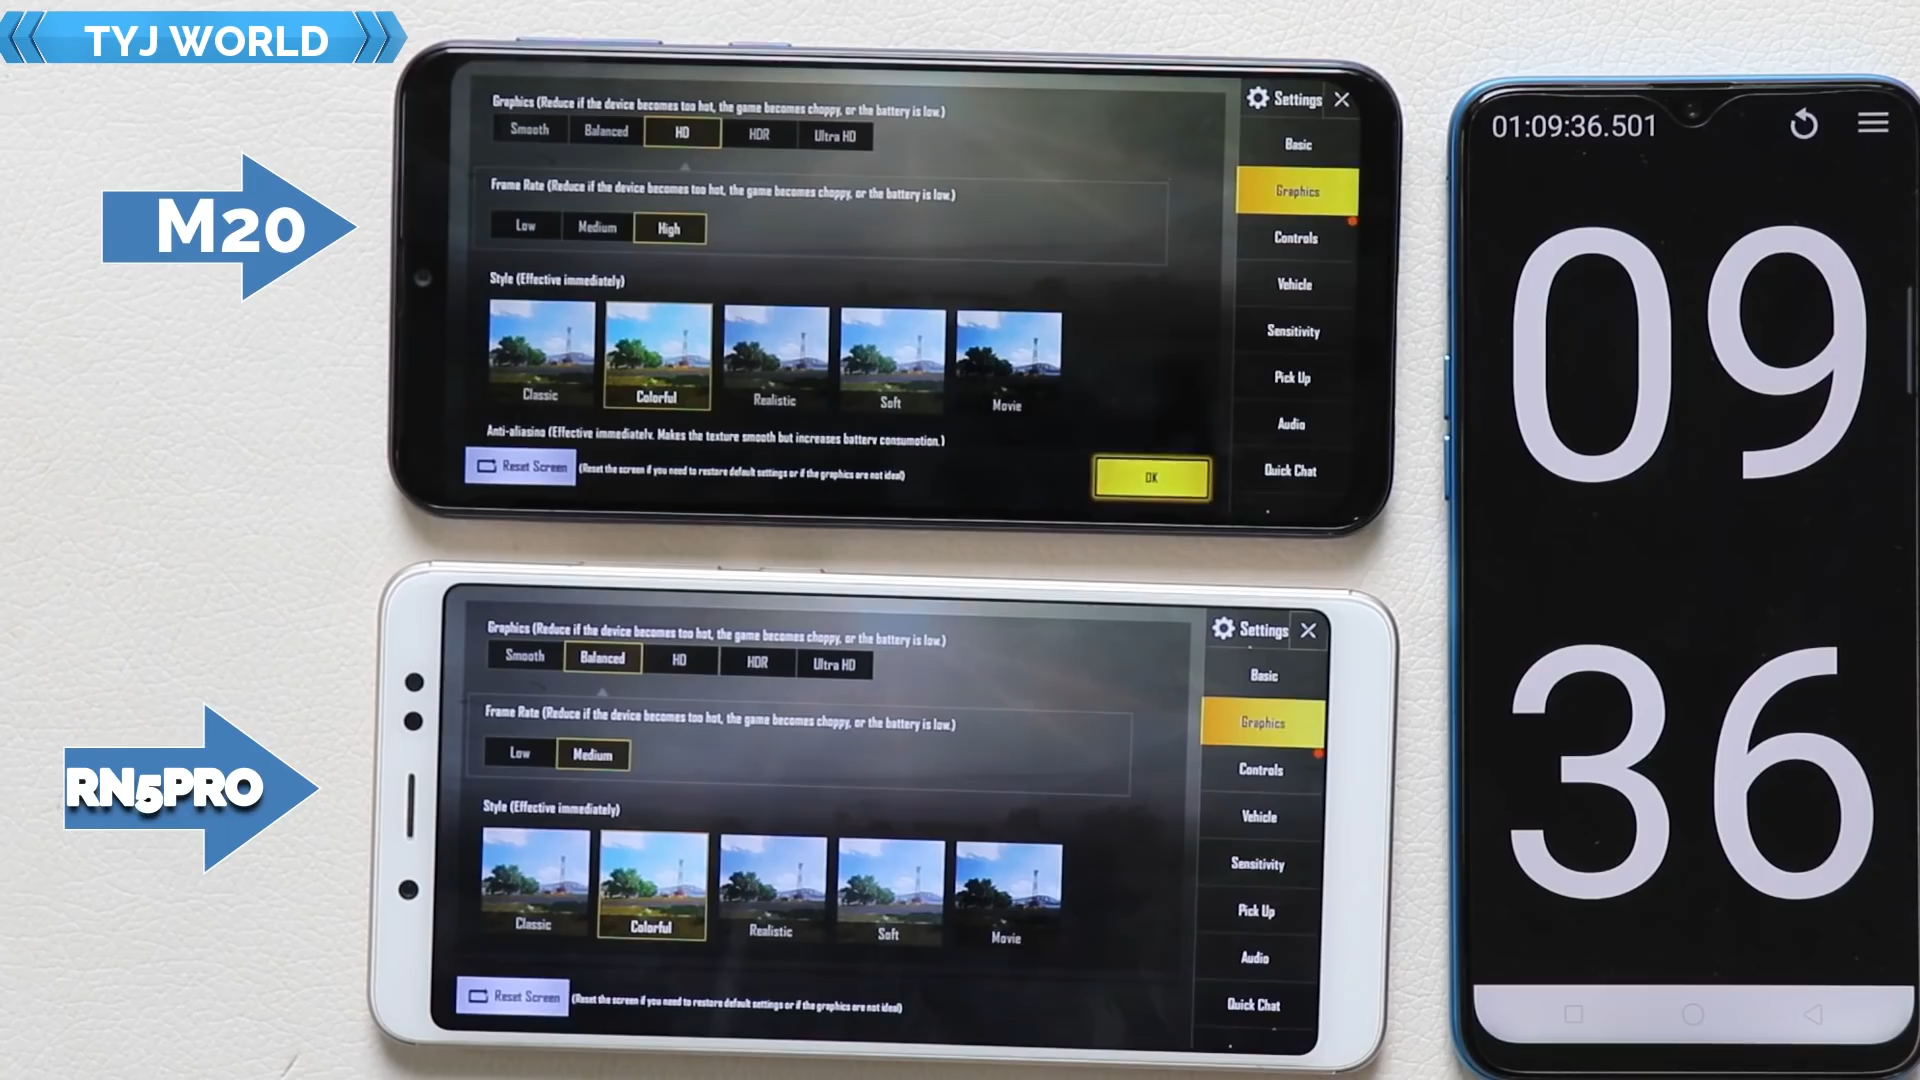 TYJ WORLD
M20
Graphics (Reduce if the device becomes too hot, the game becomes choppy, or the battery is low.)
Smooth Balanced HD HDR Ultra HD
Frame Rate (Reduce if the device becomes too hot, the game becomes choppy, or the battery is low.)
Low Medium High
Style (Effective immediately)
Classic Colorful Realistic Soft Movie
Anti-aliasing (Effective immediately. Makes the texture smooth but increases battery consumption.)
Reset Screen (Reset the screen if you need to restore default settings or if the graphics are not ideal)
OK
Settings
Basic
Graphics
Controls
Vehicle
Sensitivity
Pick Up
Audio
Quick Chat
RN5PRO
Graphics (Reduce if the device becomes too hot, the game becomes choppy, or the battery is low.)
Smooth Balanced HD HDR Ultra HD
Frame Rate (Reduce if the device becomes too hot, the game becomes choppy, or the battery is low.)
Low Medium
Style (Effective immediately)
Classic Colorful Realistic Soft Movie
Reset Screen (Reset the screen if you need to restore default settings or if the graphics are not ideal)
Settings
Basic
Graphics
Controls
Vehicle
Sensitivity
Pick Up
Audio
Quick Chat
01:09:36.501
09
36